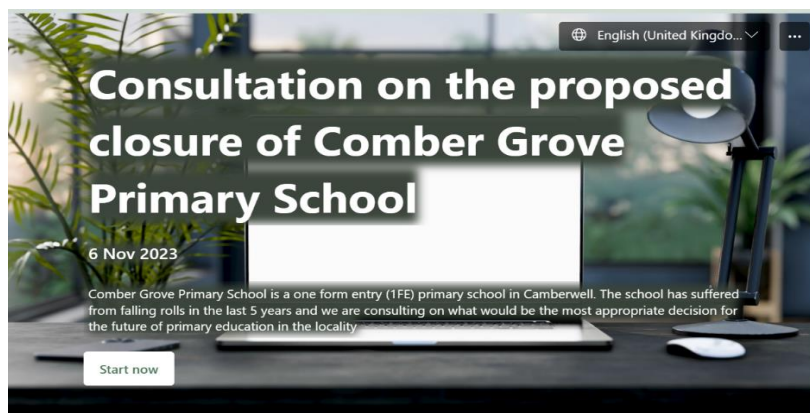 English (United Kingdo...
Consultation on the proposed
closure of Comber Grove
Primary School
6 Nov 2023
Comber Grove Primary School is a one form entry (1FE) primary school in Camberwell. The school has suffered
from falling rolls in the last 5 years and we are consulting on what would be the most appropriate decision for
the future of primary education in the locality
Start now